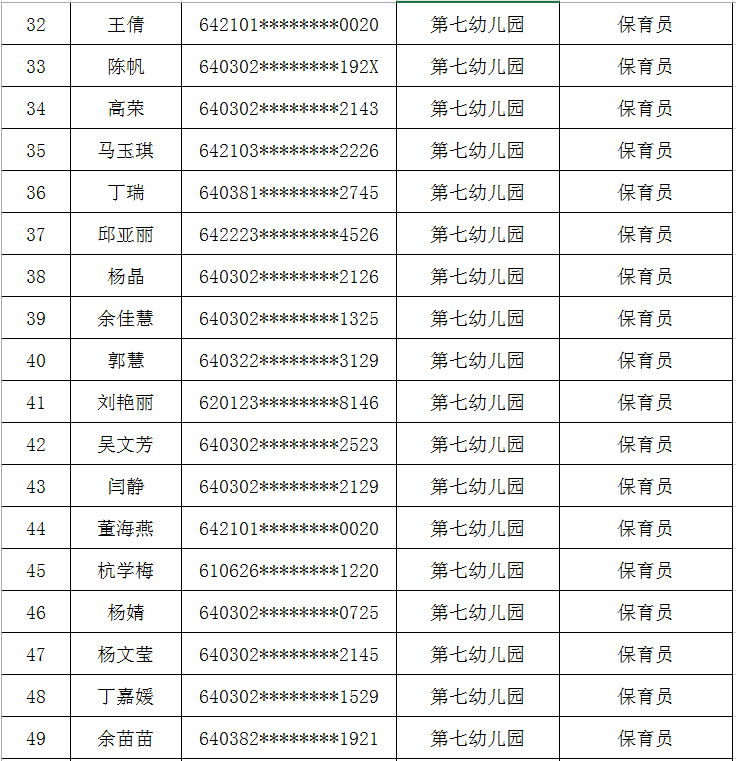 32 王倩 642101********0020 第七幼儿园 保育员
33 陈帆 640302********192X 第七幼儿园 保育员
34 高荣 640302********2143 第七幼儿园 保育员
35 马玉琪 642103********2226 第七幼儿园 保育员
36 丁瑞 640381********2745 第七幼儿园 保育员
37 邱亚丽 642223********4526 第七幼儿园 保育员
38 杨晶 640302********2126 第七幼儿园 保育员
39 余佳慧 640302********1325 第七幼儿园 保育员
40 郭慧 640322********3129 第七幼儿园 保育员
41 刘艳丽 620123********8146 第七幼儿园 保育员
42 吴文芳 640302********2523 第七幼儿园 保育员
43 闫静 640302********2129 第七幼儿园 保育员
44 董海燕 642101********0020 第七幼儿园 保育员
45 杭学梅 610626********1220 第七幼儿园 保育员
46 杨婧 640302********0725 第七幼儿园 保育员
47 杨文莹 640302********2145 第七幼儿园 保育员
48 丁嘉媛 640302********1529 第七幼儿园 保育员
49 余苗苗 640382********1921 第七幼儿园 保育员